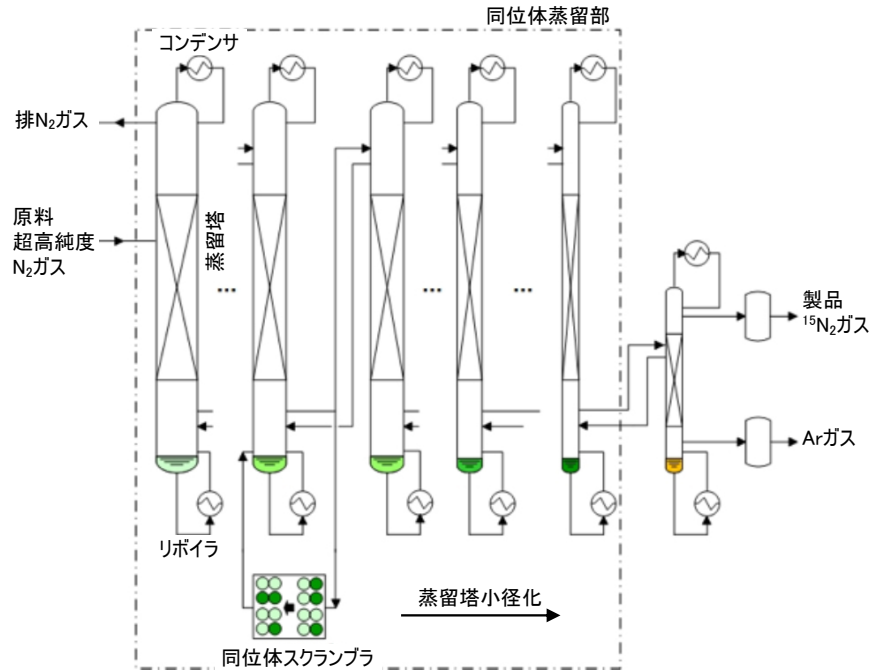 同位体蒸留部
コンデンサ
排N₂ガス
原料
超高純度
N₂ガス
蒸留塔
...
...
...
製品
¹⁵N₂ガス
Arガス
リボイラ
蒸留塔小径化
同位体スクランブラ